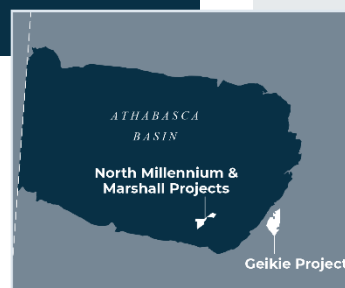 ATHABASCA
BASIN
North Millennium &
Marshall Projects
Geikie Project